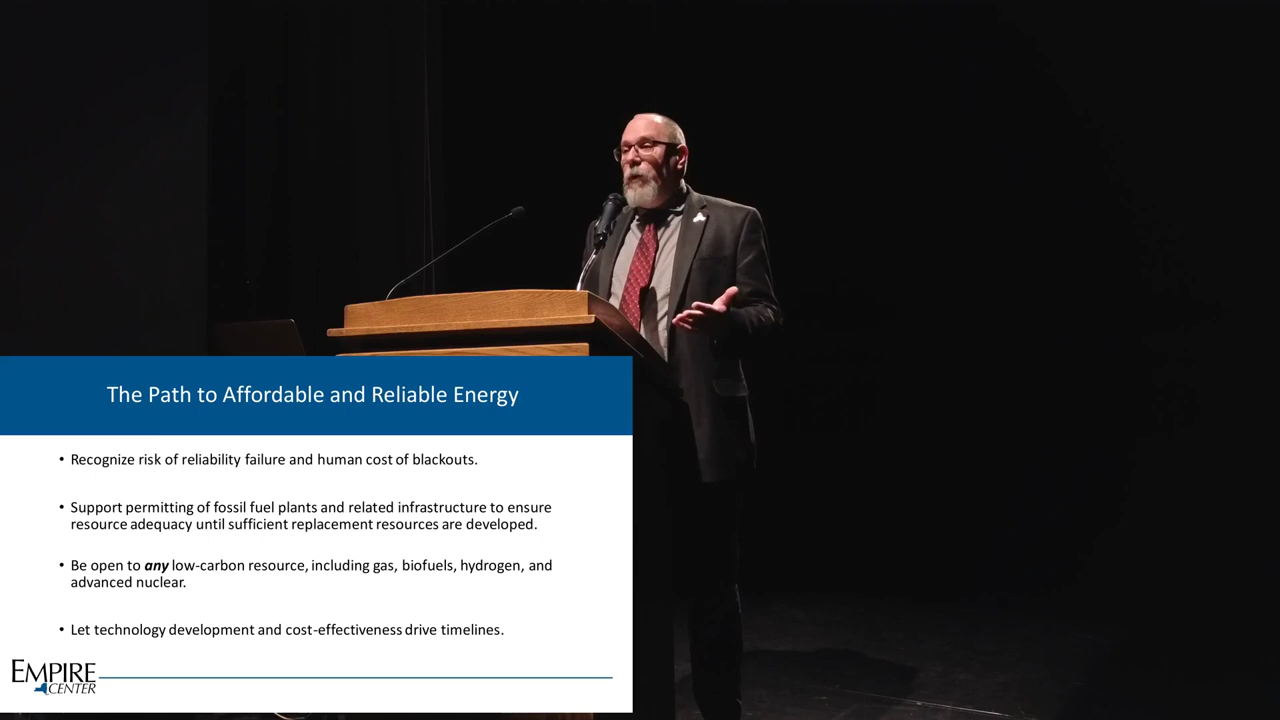 The Path to Affordable and Reliable Energy
• Recognize risk of reliability failure and human cost of blackouts.
• Support permitting of fossil fuel plants and related infrastructure to ensure
resource adequacy until sufficient replacement resources are developed.
• Be open to any low-carbon resource, including gas, biofuels, hydrogen, and
advanced nuclear.
• Let technology development and cost-effectiveness drive timelines.
EMPIRE
CENTER